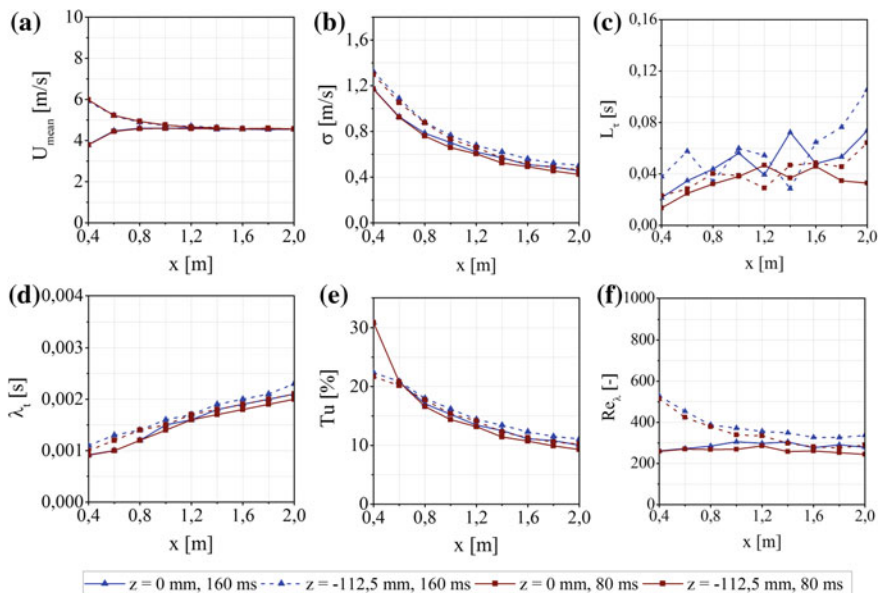 (a)
10
8
6
4
2
0
U_mean [m/s]
0,4 0,8 1,2 1,6 2,0
x [m]
(b)
1,6
1,2
0,8
0,4
0,0
σ [m/s]
0,4 0,8 1,2 1,6 2,0
x [m]
(c)
0,16
0,12
0,08
0,04
0,00
L_t [s]
0,4 0,8 1,2 1,6 2,0
x [m]
(d)
0,004
0,003
0,002
0,001
0,000
λ_t [s]
0,4 0,8 1,2 1,6 2,0
x [m]
(e)
30
20
10
0
Tu [%]
0,4 0,8 1,2 1,6 2,0
x [m]
(f)
1000
800
600
400
200
0
Re_λ [-]
0,4 0,8 1,2 1,6 2,0
x [m]
z = 0 mm, 160 ms z = -112,5 mm, 160 ms z = 0 mm, 80 ms z = -112,5 mm, 80 ms